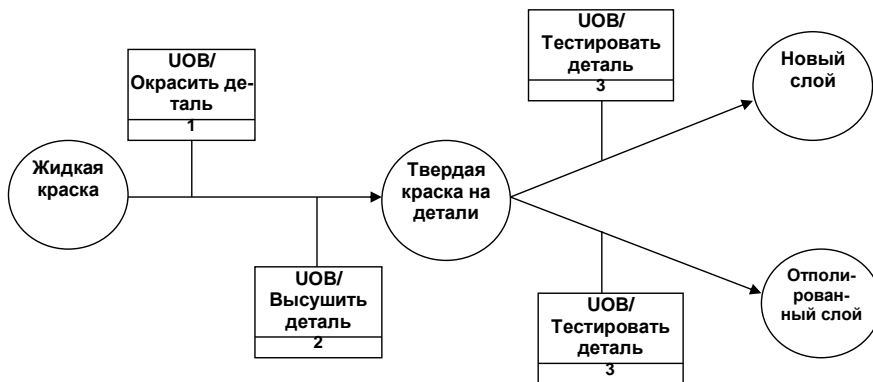 UOB/
Окрасить де-
таль
1
UOB/
Тестировать
деталь
3
Новый
слой
Жидкая
краска
Твердая
краска на
детали
UOB/
Высушить
деталь
2
UOB/
Тестировать
деталь
3
Отполи-
рован-
ный слой